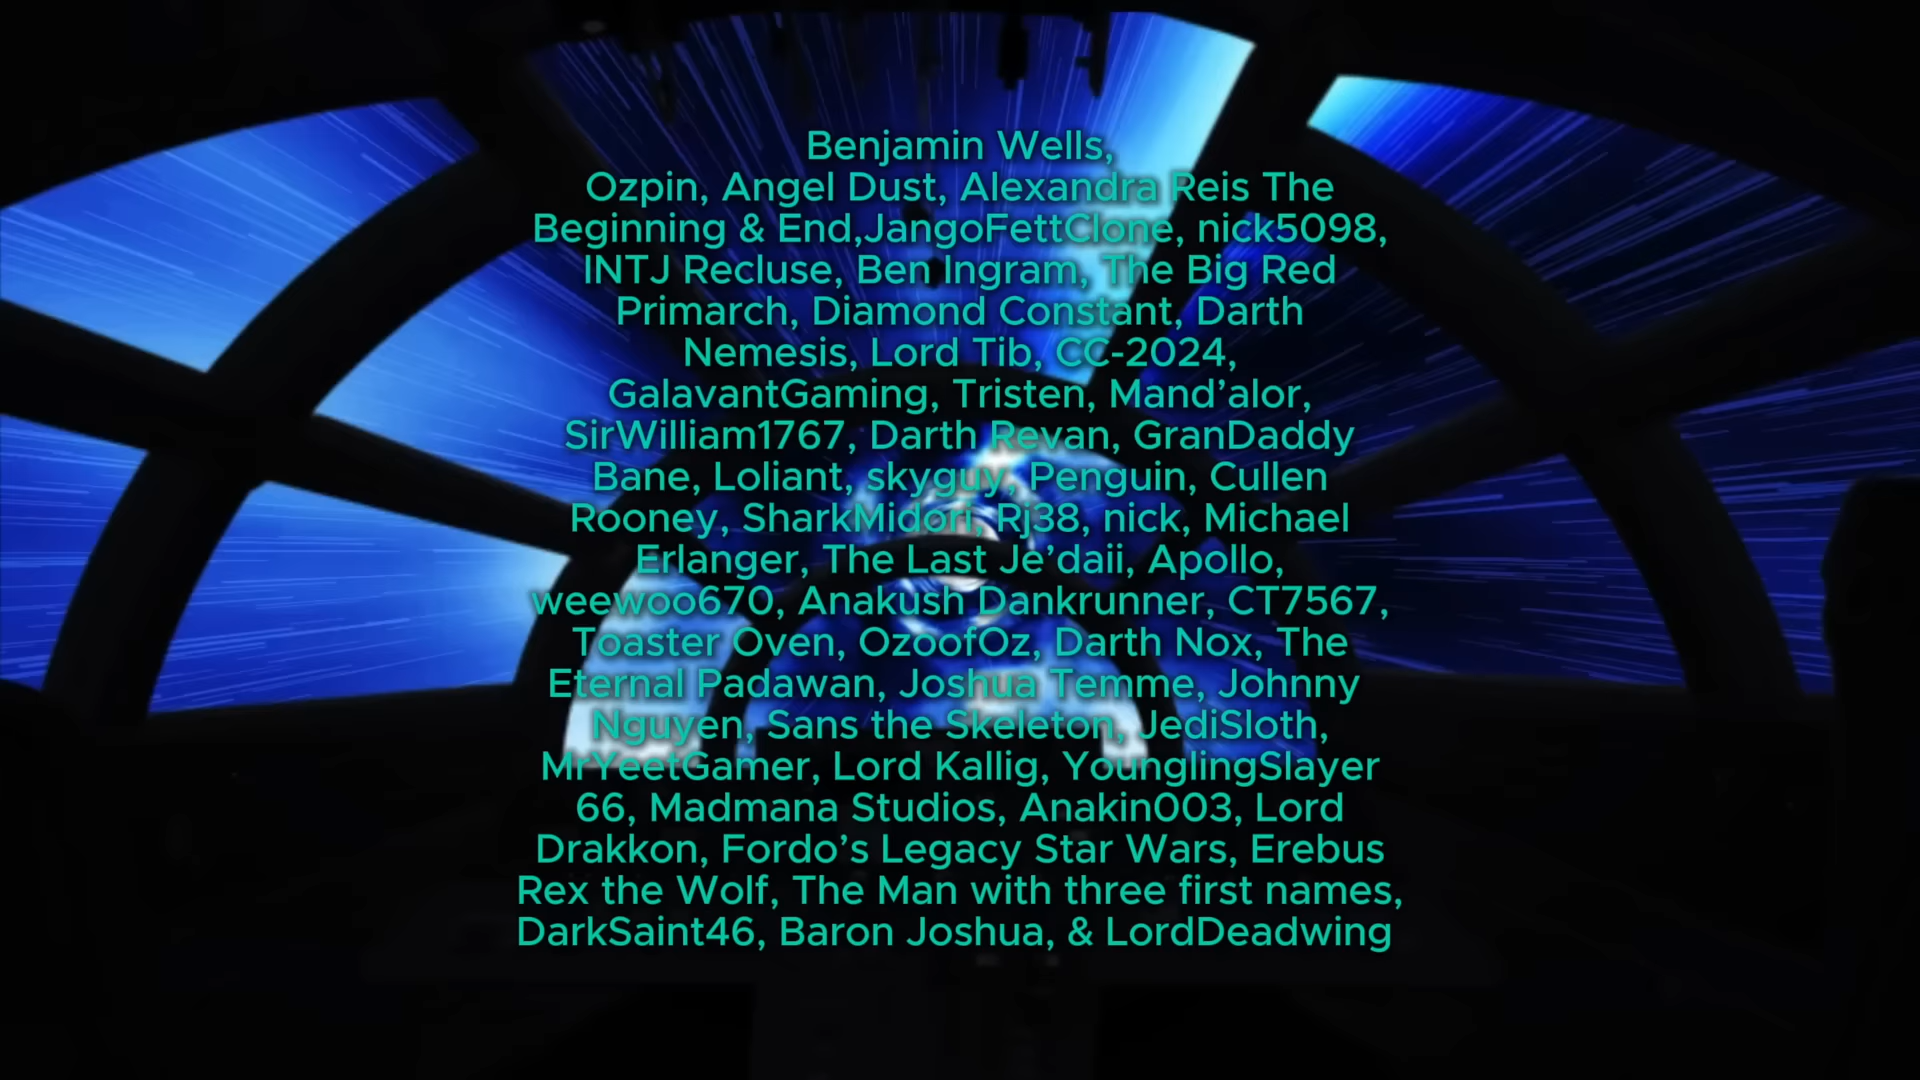 Benjamin Wells,
Ozpin, Angel Dust, Alexandra Reis The
Beginning & End,JangoFettClone, nick5098,
INTJ Recluse, Ben Ingram, The Big Red
Primarch, Diamond Constant, Darth
Nemesis, Lord Tib, CC-2024,
GalavantGaming, Tristen, Mand’alor,
SirWilliam1767, Darth Revan, GranDaddy
Bane, Loliant, skyguy, Penguin, Cullen
Rooney, SharkMidori, Rj38, nick, Michael
Erlanger, The Last Je’daii, Apollo,
weewoo670, Anakush Dankrunner, CT7567,
Toaster Oven, OzoofOz, Darth Nox, The
Eternal Padawan, Joshua Temme, Johnny
Nguyen, Sans the Skeleton, JediSloth,
MrYeetGamer, Lord Kallig, YounglingSlayer
66, Madmana Studios, Anakin003, Lord
Drakkon, Fordo’s Legacy Star Wars, Erebus
Rex the Wolf, The Man with three first names,
DarkSaint46, Baron Joshua, & LordDeadwing